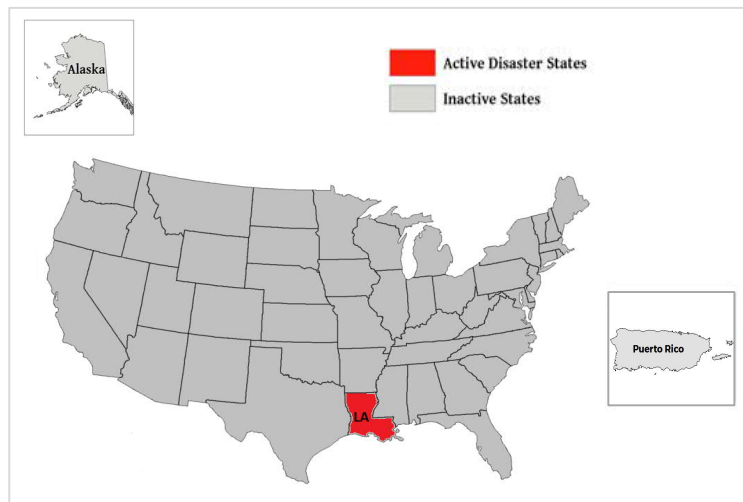 Alaska
Active Disaster States
Inactive States
Puerto Rico
LA